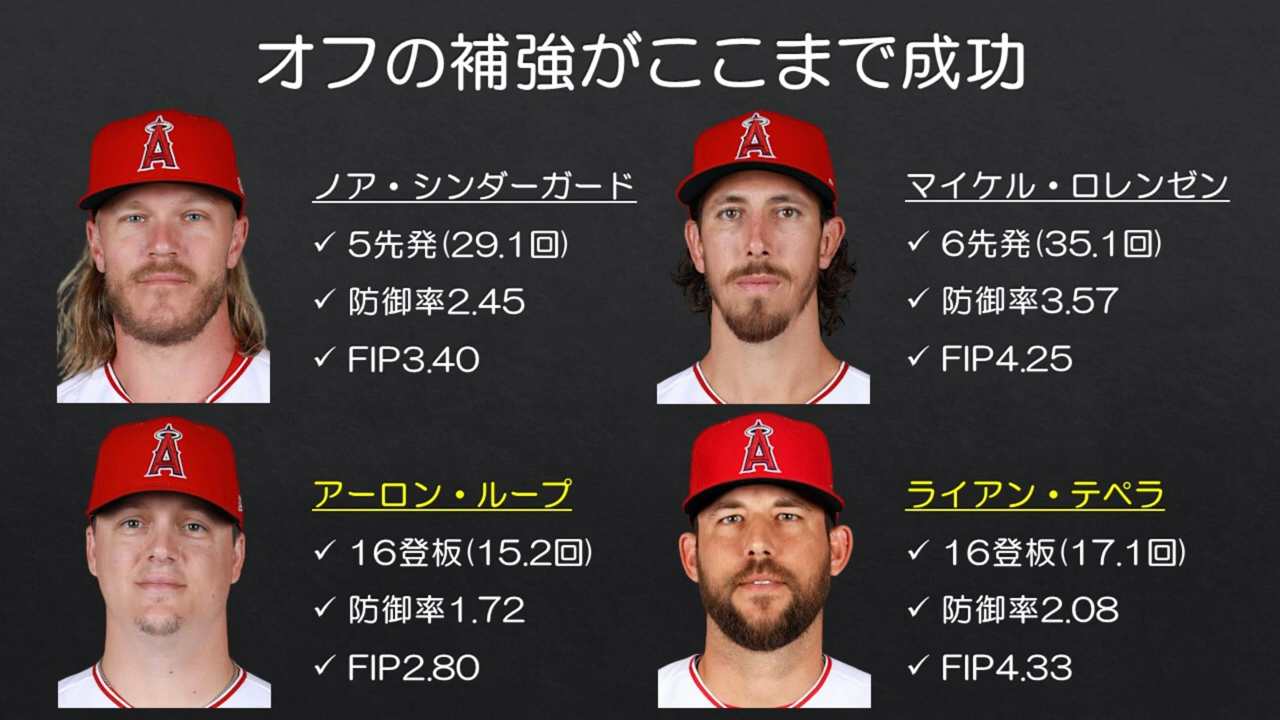 オフの補強がここまで成功
ノア・シンダーガード
✓ 5先発(29.1回)
✓ 防御率2.45
✓ FIP3.40
マイケル・ロレンゼン
✓ 6先発(35.1回)
✓ 防御率3.57
✓ FIP4.25
アーロン・ループ
✓ 16登板(15.2回)
✓ 防御率1.72
✓ FIP2.80
ライアン・テペラ
✓ 16登板(17.1回)
✓ 防御率2.08
✓ FIP4.33
A
A
A
A